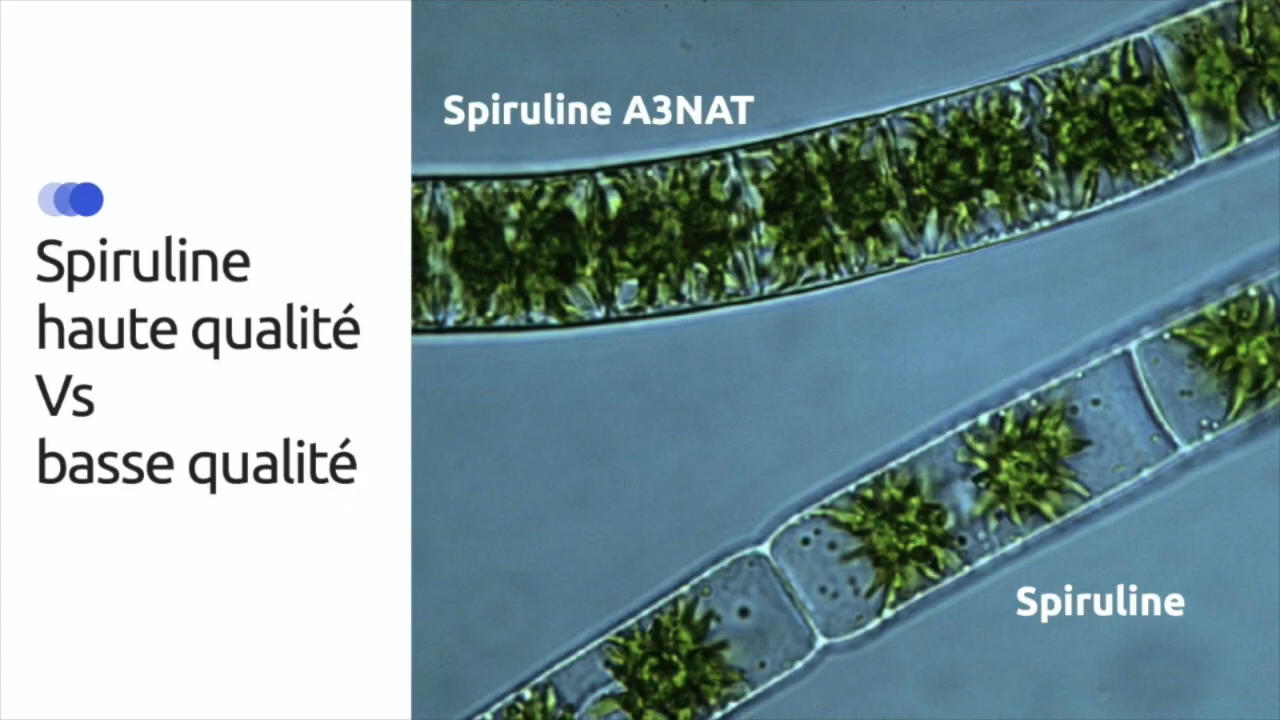 Spiruline
haute qualité
Vs
basse qualité
Spiruline A3NAT
Spiruline